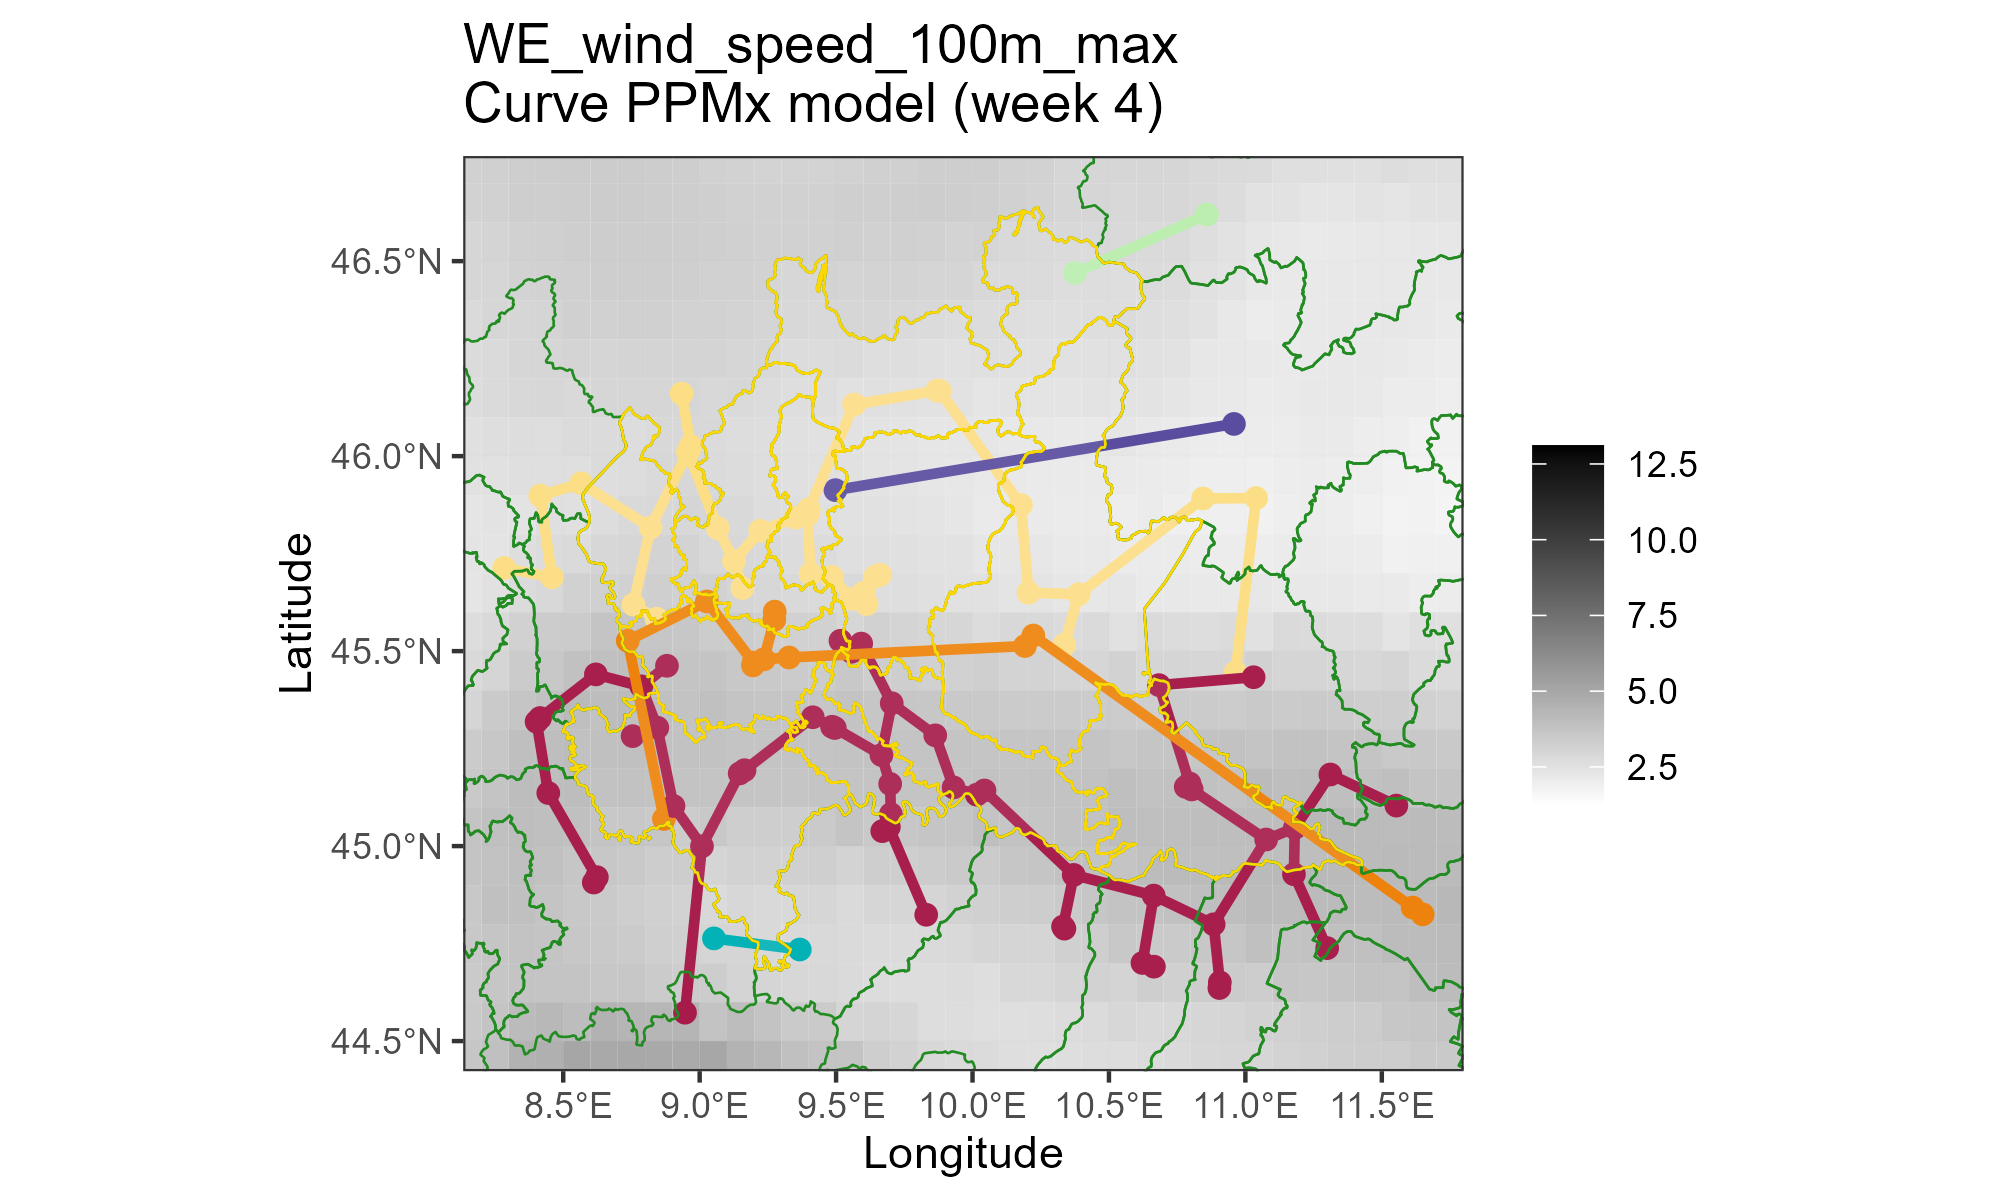 WE_wind_speed_100m_max
Curve PPMx model (week 4)
46.5°N
46.0°N
45.5°N
45.0°N
44.5°N
Latitude
8.5°E 9.0°E 9.5°E 10.0°E 10.5°E 11.0°E 11.5°E
Longitude
12.5
10.0
7.5
5.0
2.5